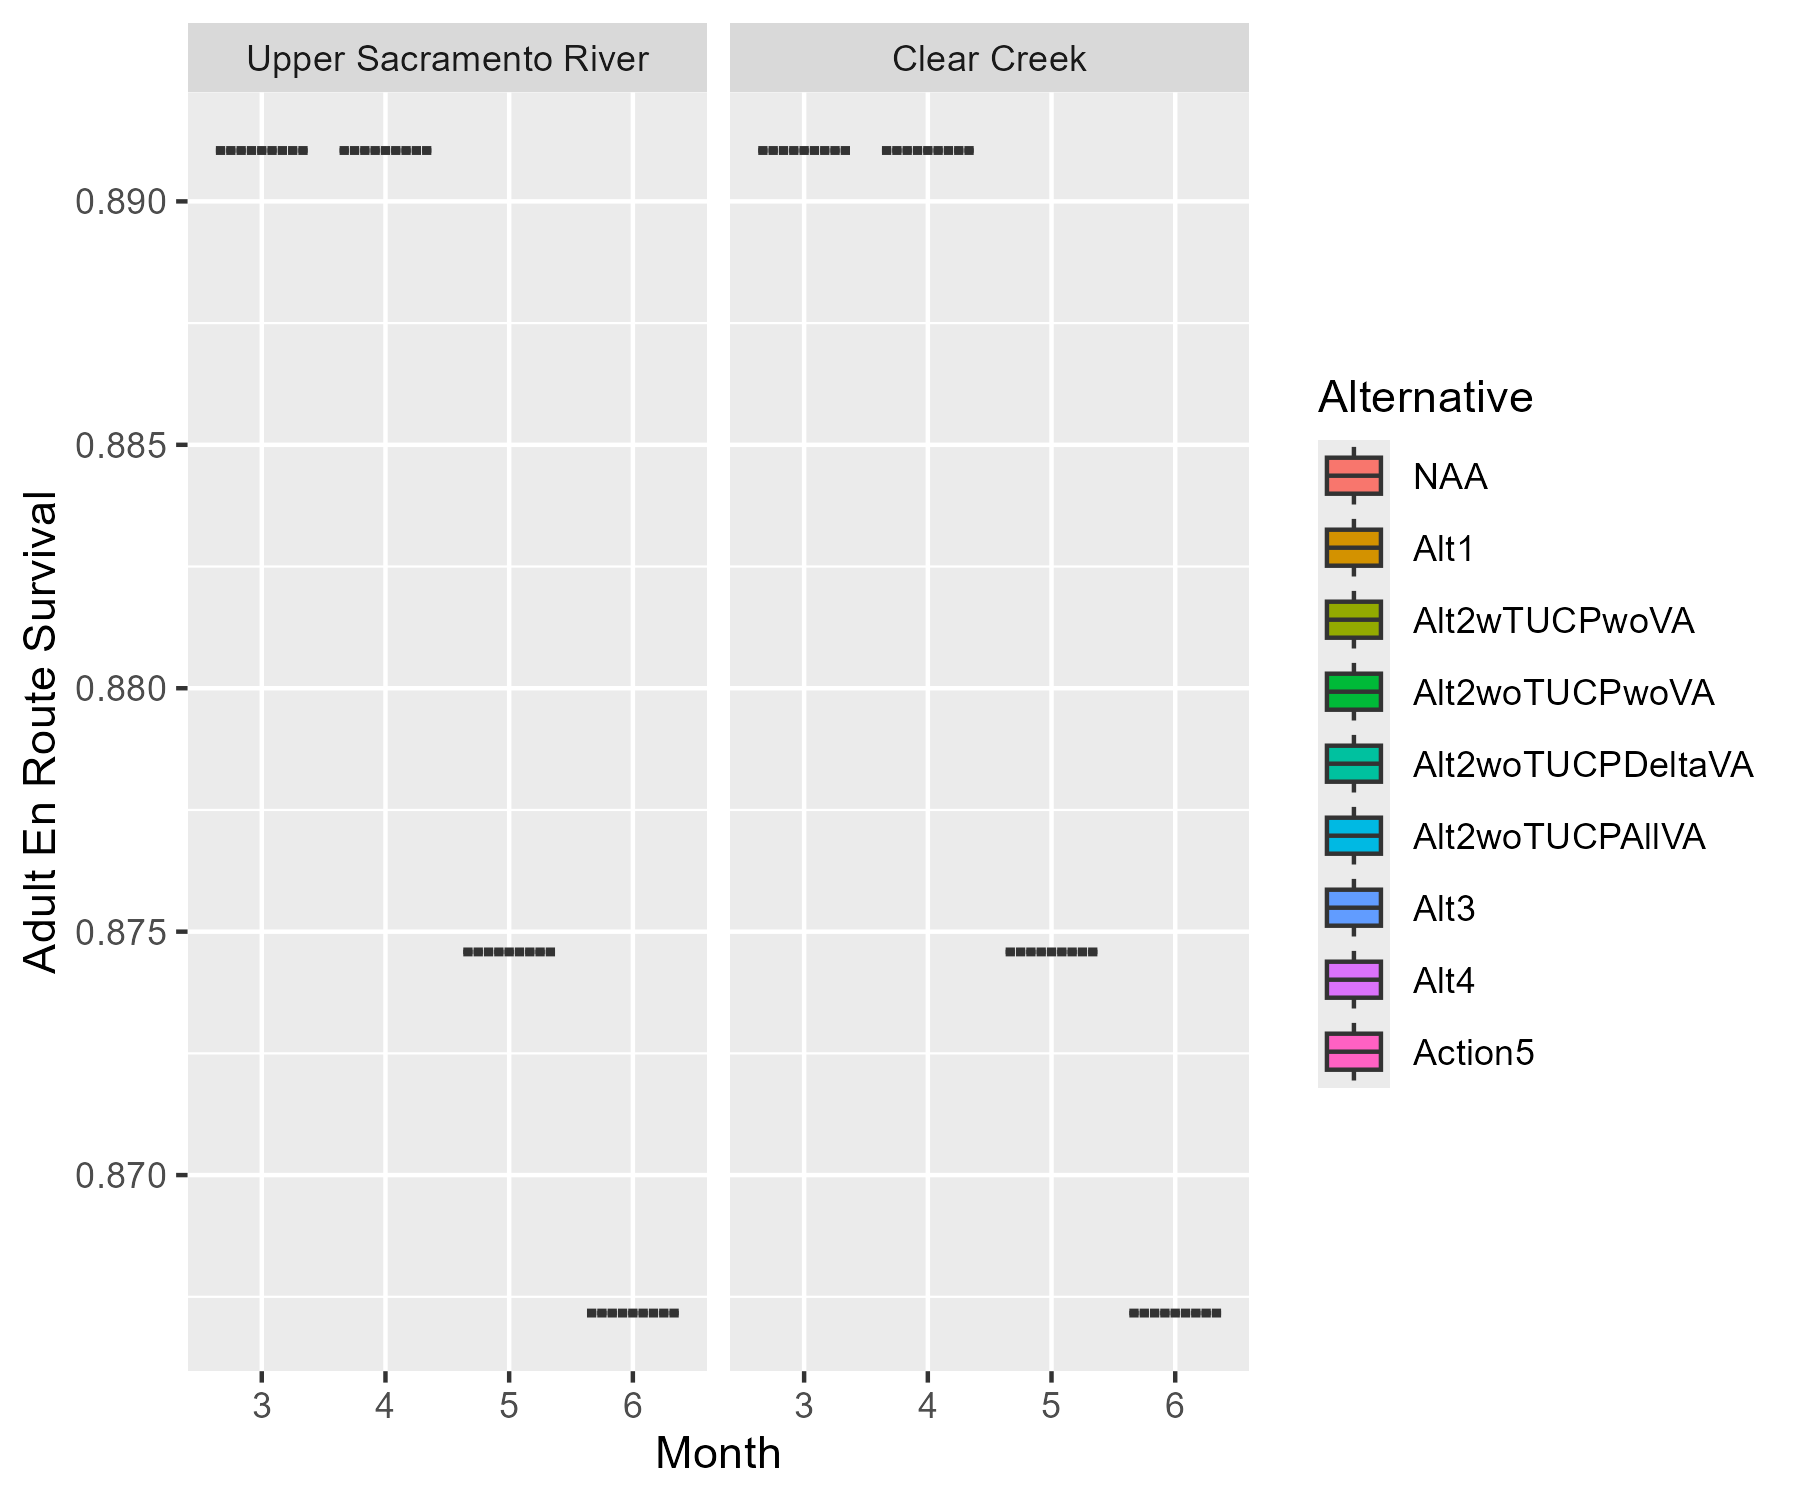 Upper Sacramento River
Clear Creek
0.890
0.885
0.880
0.875
0.870
Adult En Route Survival
3 4 5 6
3 4 5 6
Month
Alternative
NAA
Alt1
Alt2wTUCPwoVA
Alt2woTUCPwoVA
Alt2woTUCPDeltaVA
Alt2woTUCPAllVA
Alt3
Alt4
Action5